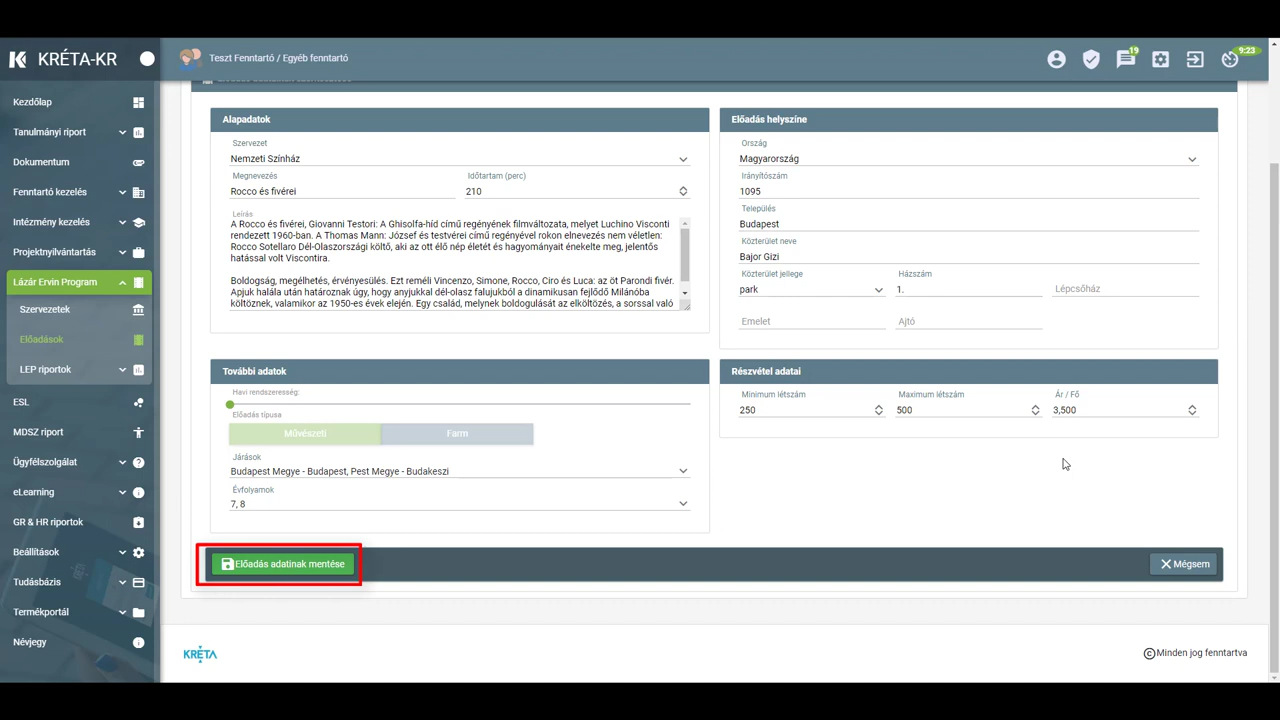 KRÉTA-KR
Teszt Fenntartó / Egyéb fenntartó
19
9:23
Kezdőlap
Tanulmányi riport
Dokumentum
Fenntartó kezelés
Intézmény kezelés
Projektnyilvántartás
Lázár Ervin Program
Szervezetek
Előadások
LEP riportok
ESL
MDSZ riport
Ügyfélszolgálat
eLearning
GR & HR riportok
Beállítások
Tudásbázis
Termékportál
Névjegy
Alapadatok
Szervezet
Nemzeti Színház
Megnevezés
Időtartam (perc)
Rocco és fivérei
210
Leírás
A Rocco és fivérei, Giovanni Testori: A Ghisolfa-híd című regényének filmváltozata, melyet Luchino Visconti
rendezett 1960-ban. A Thomas Mann: József és testvérei című regényével rokon elnevezés nem véletlen:
Rocco Sotellaro Dél-Olaszországi költő, aki az ott élő nép életét és hagyományait énekelte meg, jelentős
hatással volt Viscontira.
Boldogság, megélhetés, érvényesülés. Ezt reméli Vincenzo, Simone, Rocco, Ciro és Luca: az öt Parondi fivér.
Apjuk halála után határoznak úgy, hogy anyjukkal dél-olasz falujukból a dinamikusan fejlődő Milánóba
költöznek, valamikor az 1950-es évek elején. Egy család, melynek boldogulását az elköltözés, a sorssal való
Előadás helyszíne
Ország
Magyarország
Irányítószám
1095
Település
Budapest
Közterület neve
Bajor Gizi
Közterület jellege
Házszám
park
1.
Lépcsőház
Emelet
Ajtó
További adatok
Havi rendszeresség:
Előadás típusa
Művészeti
Farm
Járások
Budapest Megye - Budapest, Pest Megye - Budakeszi
Évfolyamok
7, 8
Részvétel adatai
Minimum létszám
Maximum létszám
Ár / Fő
250
500
3,500
Előadás adatainak mentése
Mégsem
KRÉTA
Minden jog fenntartva